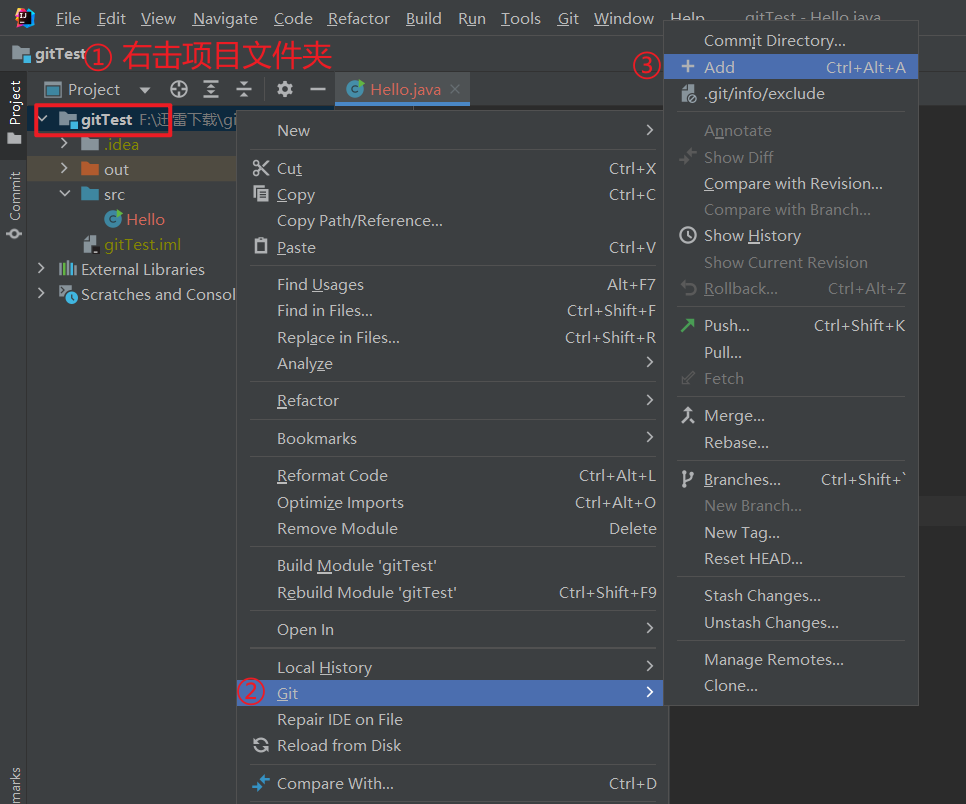 File Edit View Navigate Code Refactor Build Run Tools Git Window Help gitTest - Hello.java
gitTest ① 右击项目文件夹
Project
Hello.java
gitTest F:\迅雷下载\gi
.idea
out
src
Hello
gitTest.iml
External Libraries
Scratches and Consol
Project
Commit
marks
New
Cut Ctrl+X
Copy Ctrl+C
Copy Path/Reference...
Paste Ctrl+V
Find Usages Alt+F7
Find in Files... Ctrl+Shift+F
Replace in Files... Ctrl+Shift+R
Analyze
Refactor
Bookmarks
Reformat Code Ctrl+Alt+L
Optimize Imports Ctrl+Alt+O
Remove Module Delete
Build Module 'gitTest'
Rebuild Module 'gitTest' Ctrl+Shift+F9
Open In
Local History
② Git
Repair IDE on File
Reload from Disk
Compare With... Ctrl+D
Commit Directory...
③ Add Ctrl+Alt+A
.git/info/exclude
Annotate
Show Diff
Compare with Revision...
Compare with Branch...
Show History
Show Current Revision
Rollback... Ctrl+Alt+Z
Push... Ctrl+Shift+K
Pull...
Fetch
Merge...
Rebase...
Branches... Ctrl+Shift+`
New Branch...
New Tag...
Reset HEAD...
Stash Changes...
Unstash Changes...
Manage Remotes...
Clone...